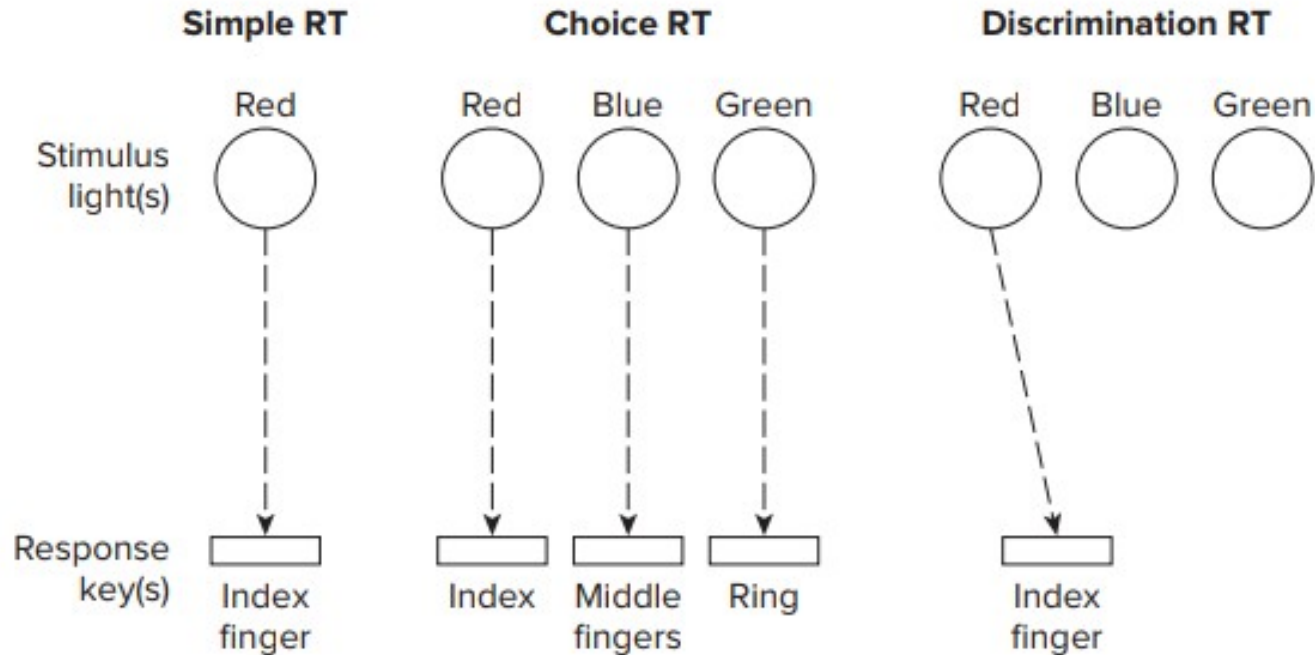 Simple RT
Choice RT
Discrimination RT
Red
Red
Blue
Green
Red
Blue
Green
Stimulus
light(s)
Response
key(s)
Index
finger
Index
Middle
fingers
Ring
Index
finger